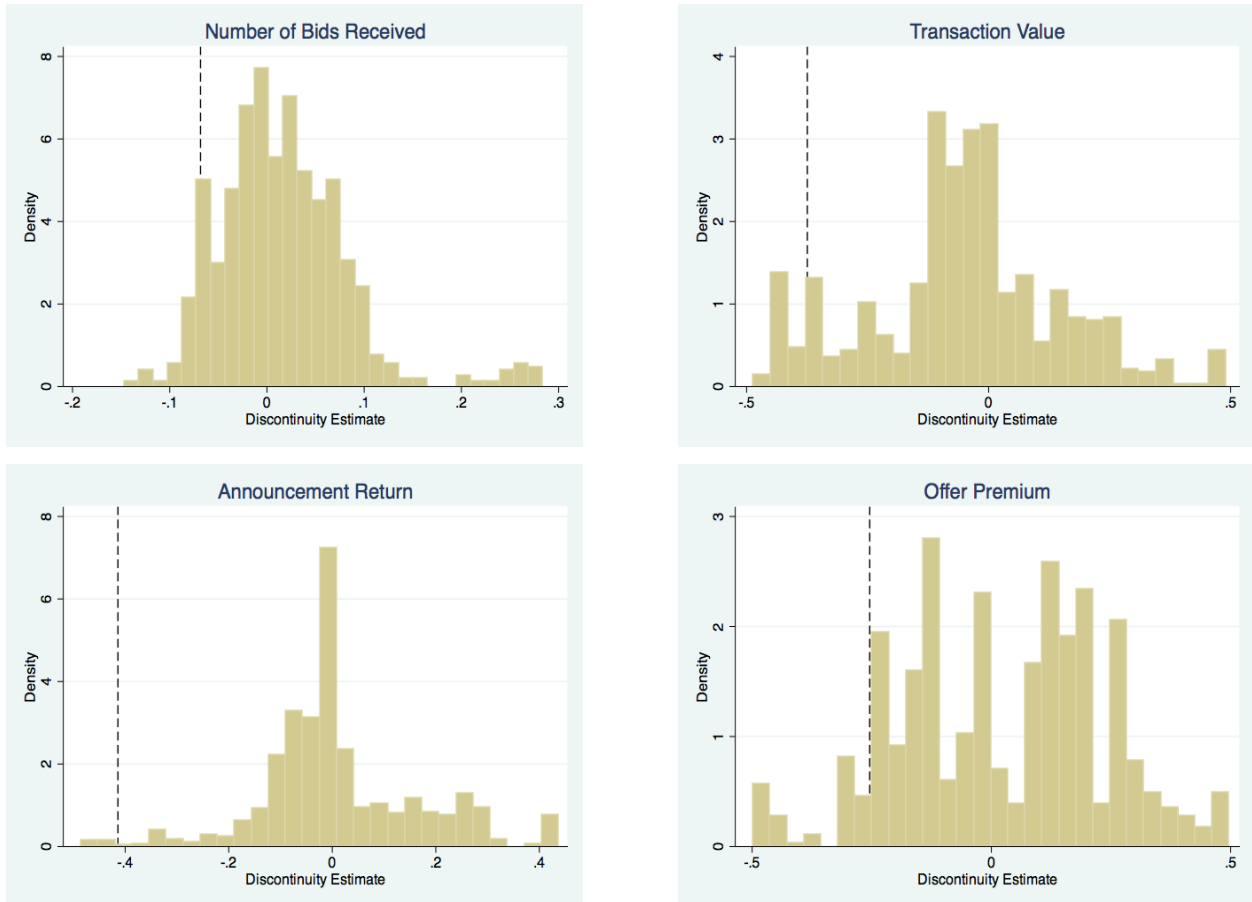 Number of Bids Received
Density
8
6
4
2
0
-.2 -.1 0 .1 .2 .3
Discontinuity Estimate
Transaction Value
Density
4
3
2
1
0
-.5 0 .5
Discontinuity Estimate
Announcement Return
Density
8
6
4
2
0
-.4 -.2 0 .2 .4
Discontinuity Estimate
Offer Premium
Density
3
2
1
0
-.5 0 .5
Discontinuity Estimate